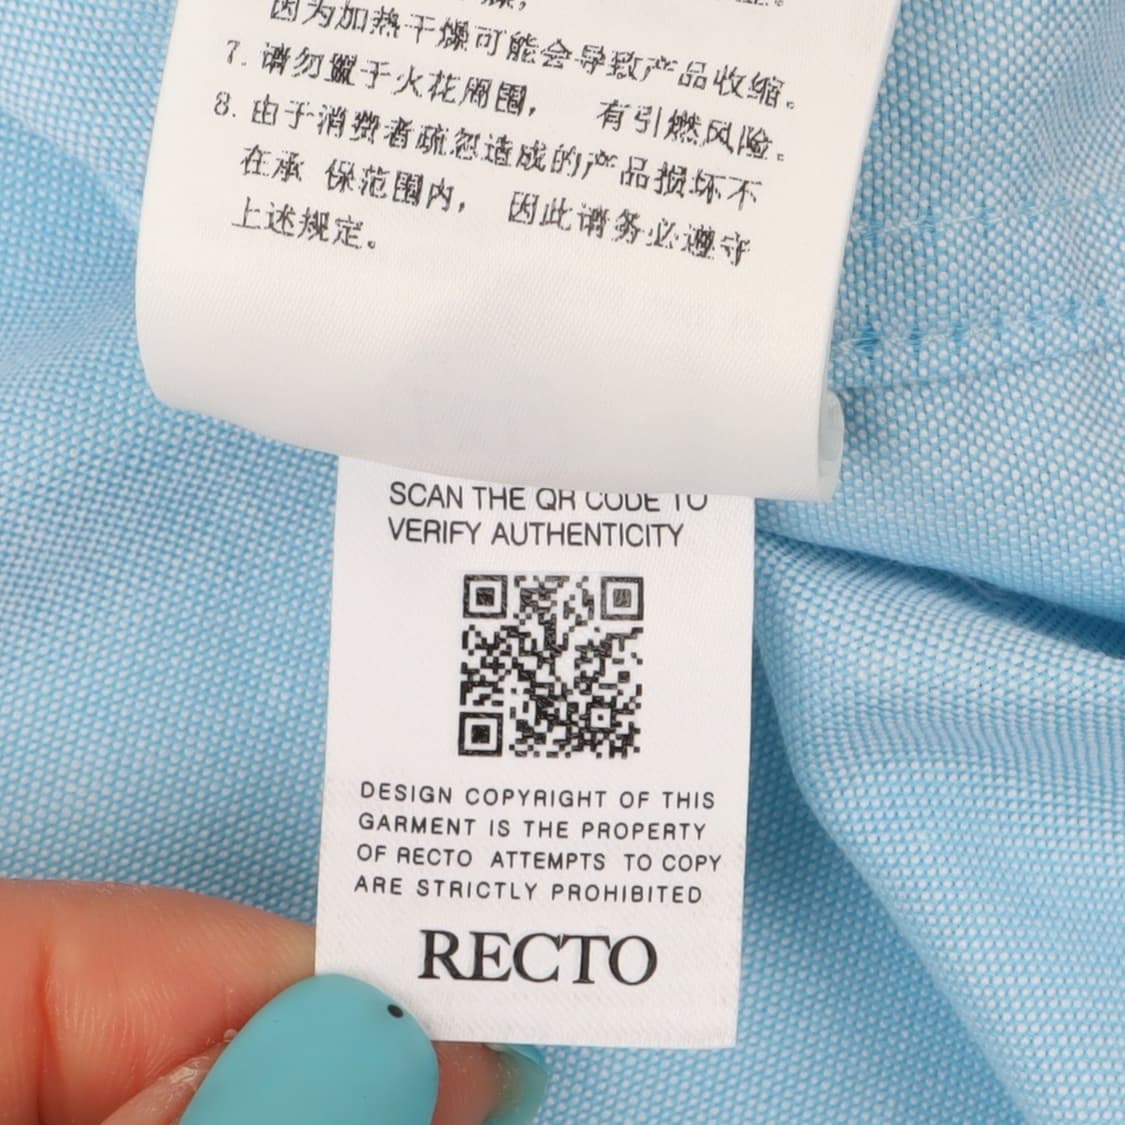 因为加热干燥可能会导致产品收缩。
7. 请勿置于火花周围， 有引燃风险。
8. 由于消费者疏忽造成的产品损坏不
在承 保范围内， 因此请务必遵守
上述规定。
SCAN THE QR CODE TO
VERIFY AUTHENTICITY
DESIGN COPYRIGHT OF THIS
GARMENT IS THE PROPERTY
OF RECTO ATTEMPTS TO COPY
ARE STRICTLY PROHIBITED
RECTO